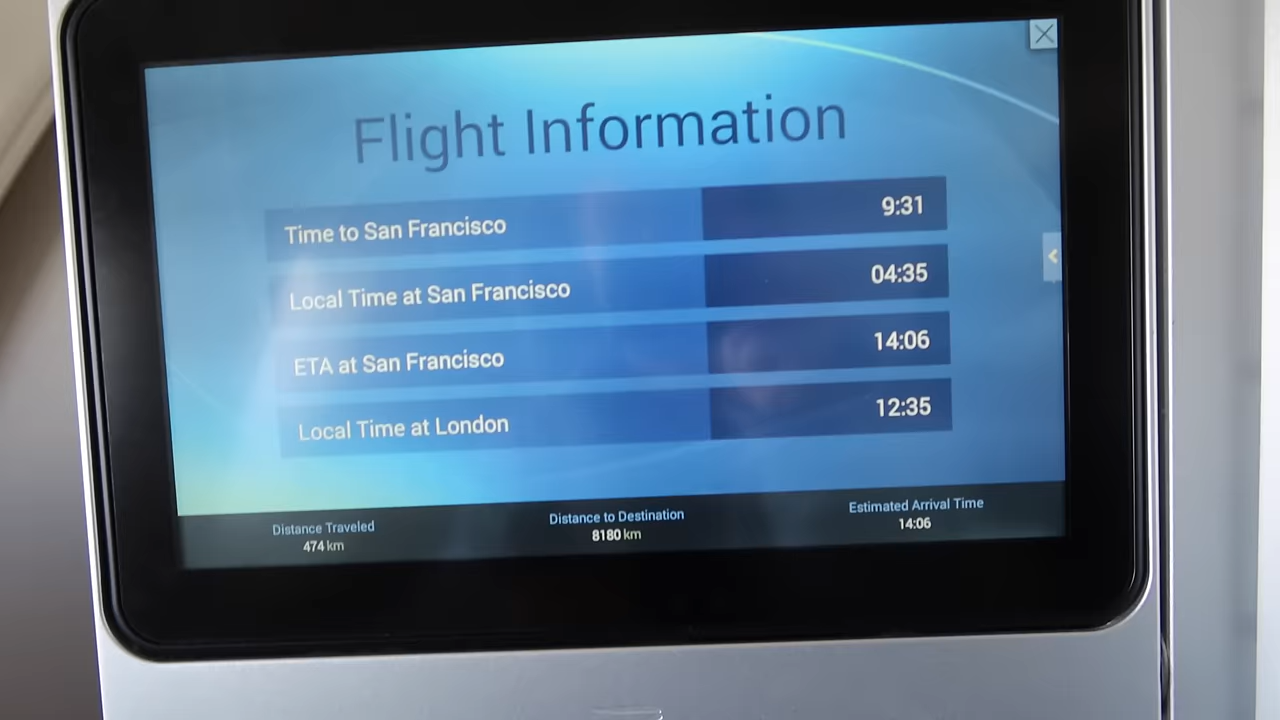 Flight Information
Time to San Francisco 9:31
Local Time at San Francisco 04:35
ETA at San Francisco 14:06
Local Time at London 12:35
Distance Traveled
474 km
Distance to Destination
8180 km
Estimated Arrival Time
14:06